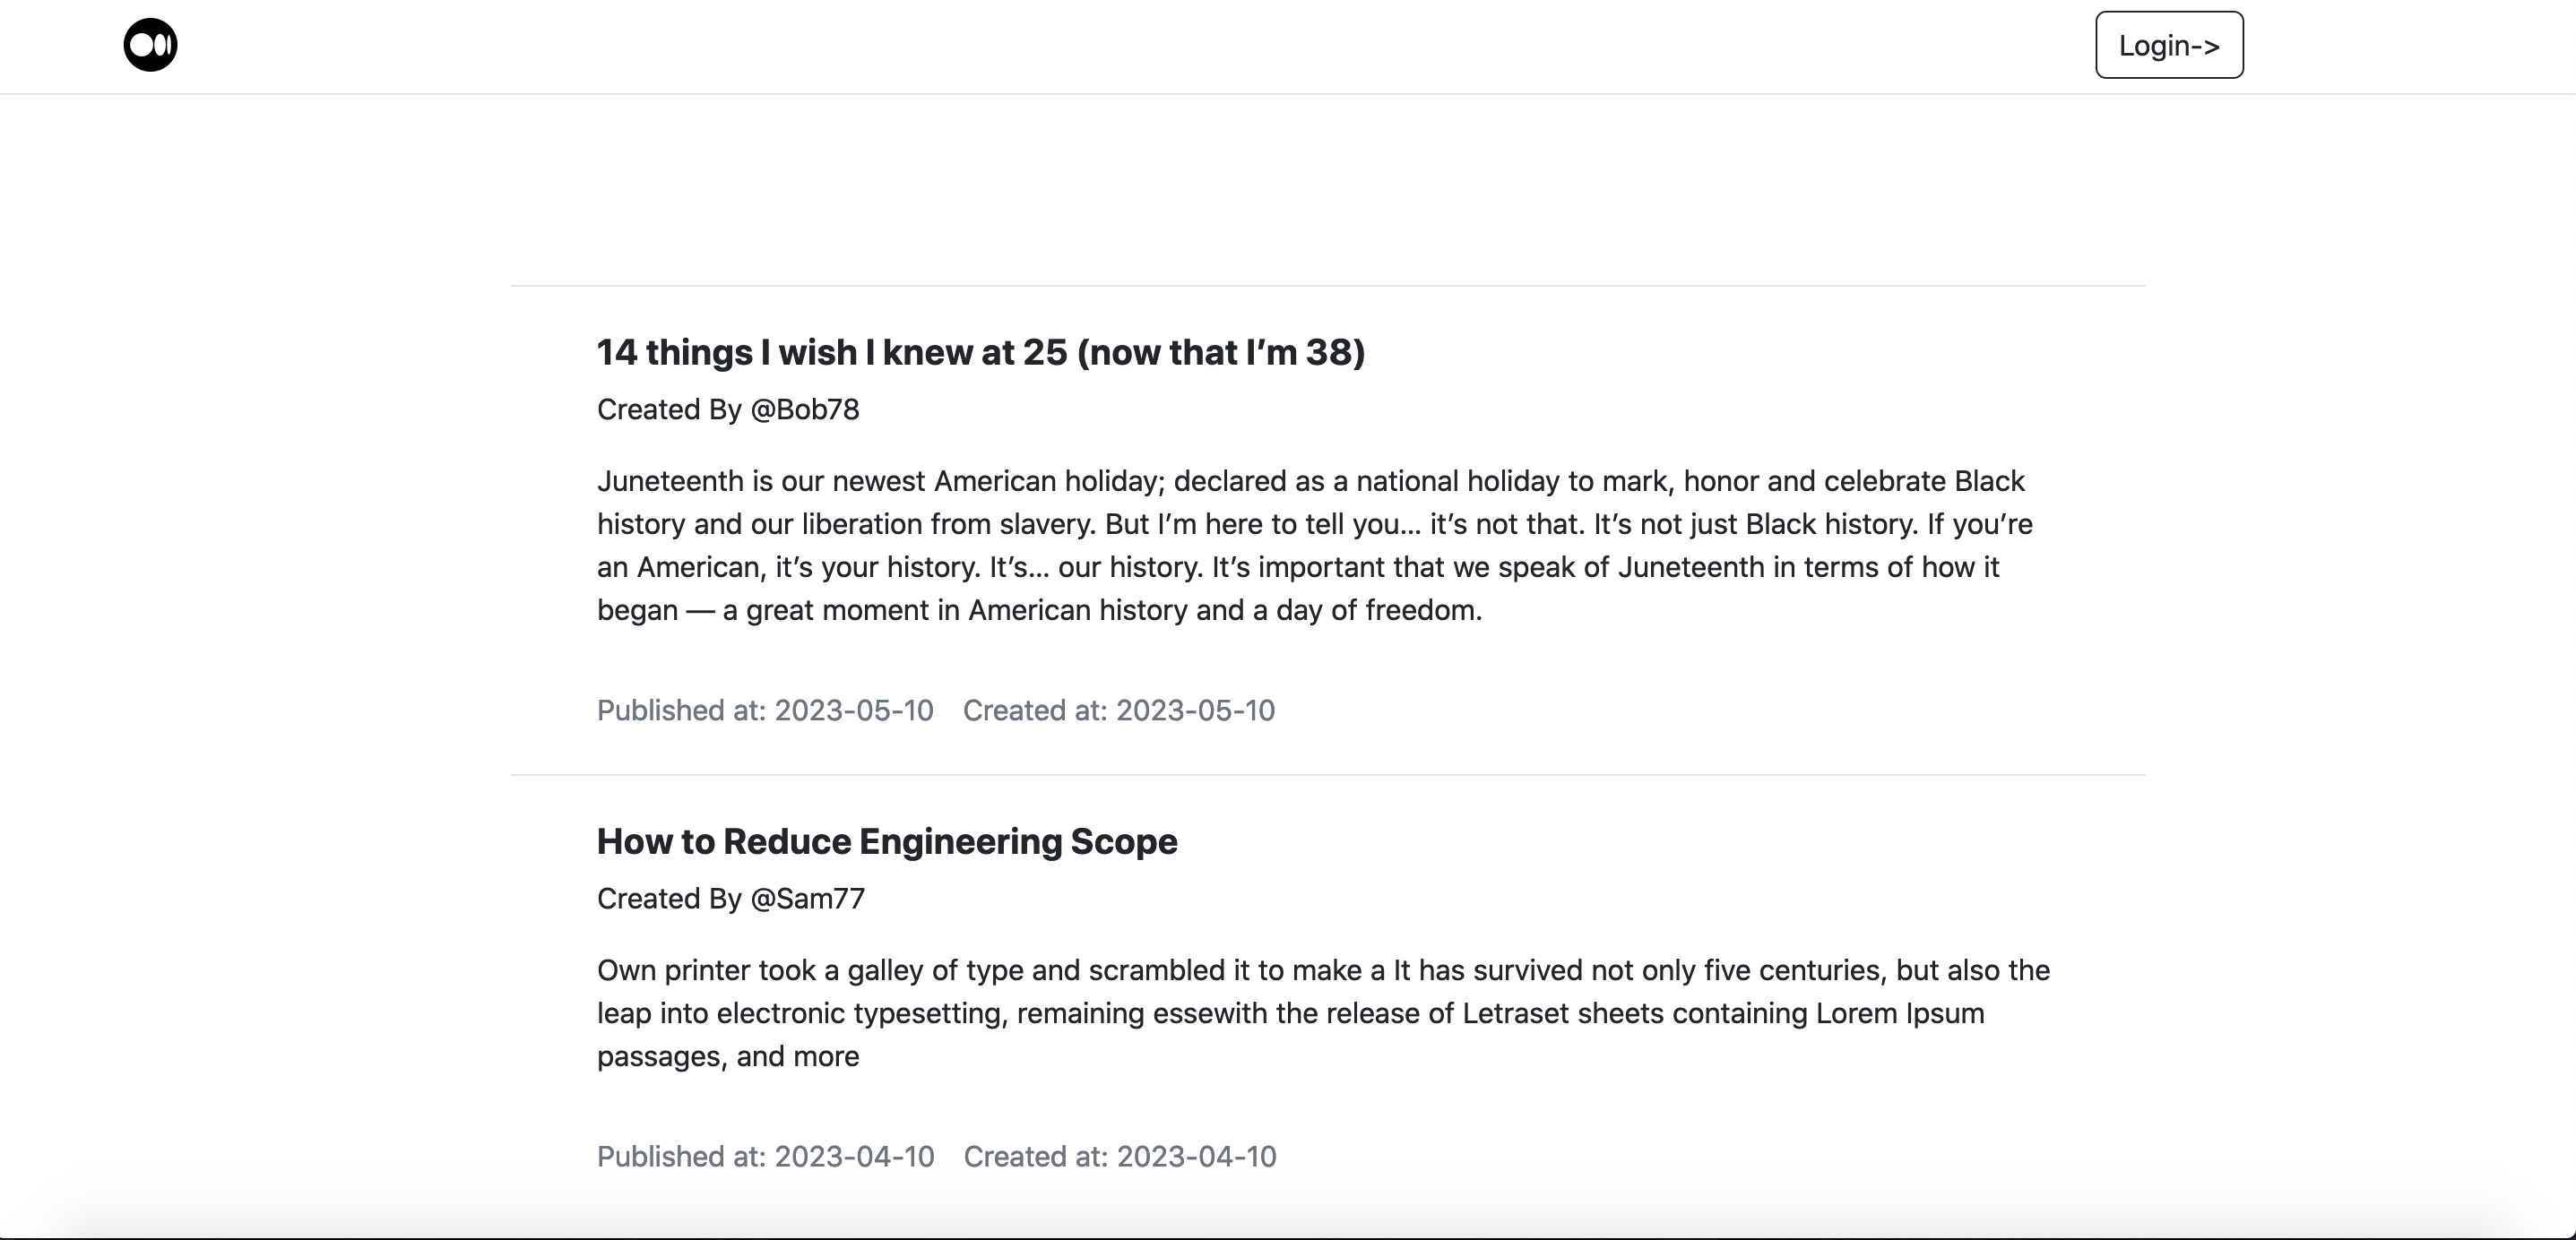 Login->
14 things I wish I knew at 25 (now that I’m 38)
Created By @Bob78
Juneteenth is our newest American holiday; declared as a national holiday to mark, honor and celebrate Black
history and our liberation from slavery. But I’m here to tell you... it’s not that. It’s not just Black history. If you’re
an American, it’s your history. It’s... our history. It’s important that we speak of Juneteenth in terms of how it
began — a great moment in American history and a day of freedom.
Published at: 2023-05-10 Created at: 2023-05-10
How to Reduce Engineering Scope
Created By @Sam77
Own printer took a galley of type and scrambled it to make a It has survived not only five centuries, but also the
leap into electronic typesetting, remaining essewith the release of Letraset sheets containing Lorem Ipsum
passages, and more
Published at: 2023-04-10 Created at: 2023-04-10